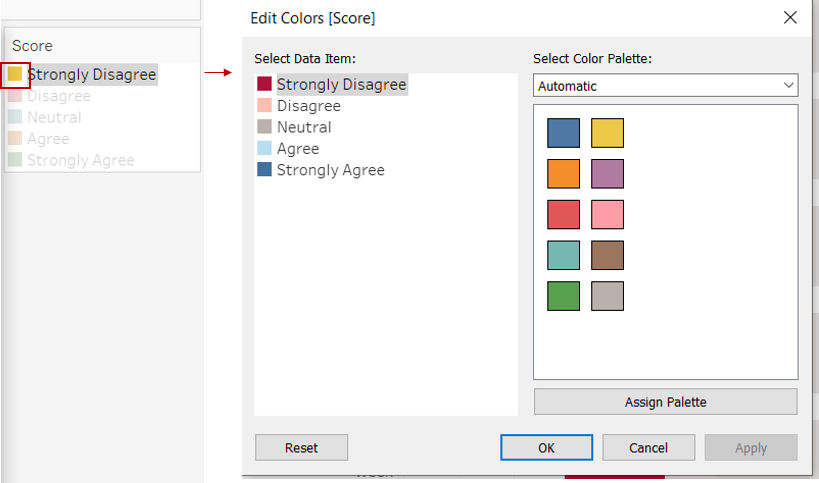 Score
Strongly Disagree
Disagree
Neutral
Agree
Strongly Agree
Edit Colors [Score]
Select Data Item:
Strongly Disagree
Disagree
Neutral
Agree
Strongly Agree
Select Color Palette:
Automatic
Assign Palette
Reset
OK
Cancel
Apply